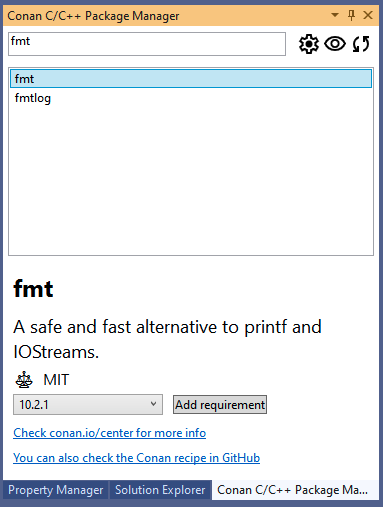 Conan C/C++ Package Manager
fmt
fmt
fmtlog
fmt
A safe and fast alternative to printf and
IOStreams.
MIT
10.2.1
Add requirement
Check conan.io/center for more info
You can also check the Conan recipe in GitHub
Property Manager Solution Explorer Conan C/C++ Package Ma...